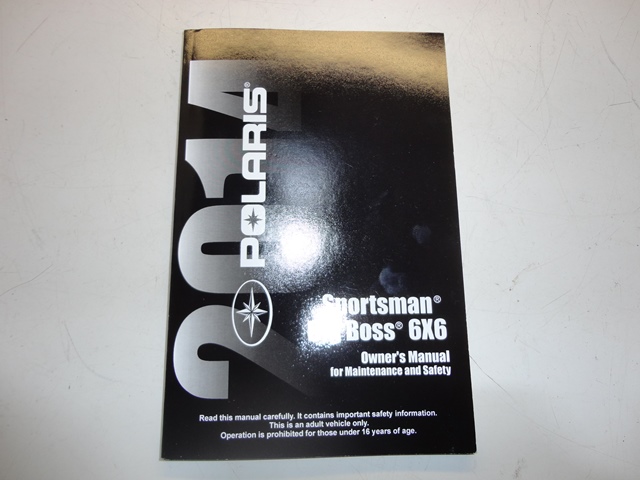 2014
POLARIS®
Sportsman®
Boss® 6X6
Owner's Manual
for Maintenance and Safety
Read this manual carefully. It contains important safety information.
This is an adult vehicle only.
Operation is prohibited for those under 16 years of age.